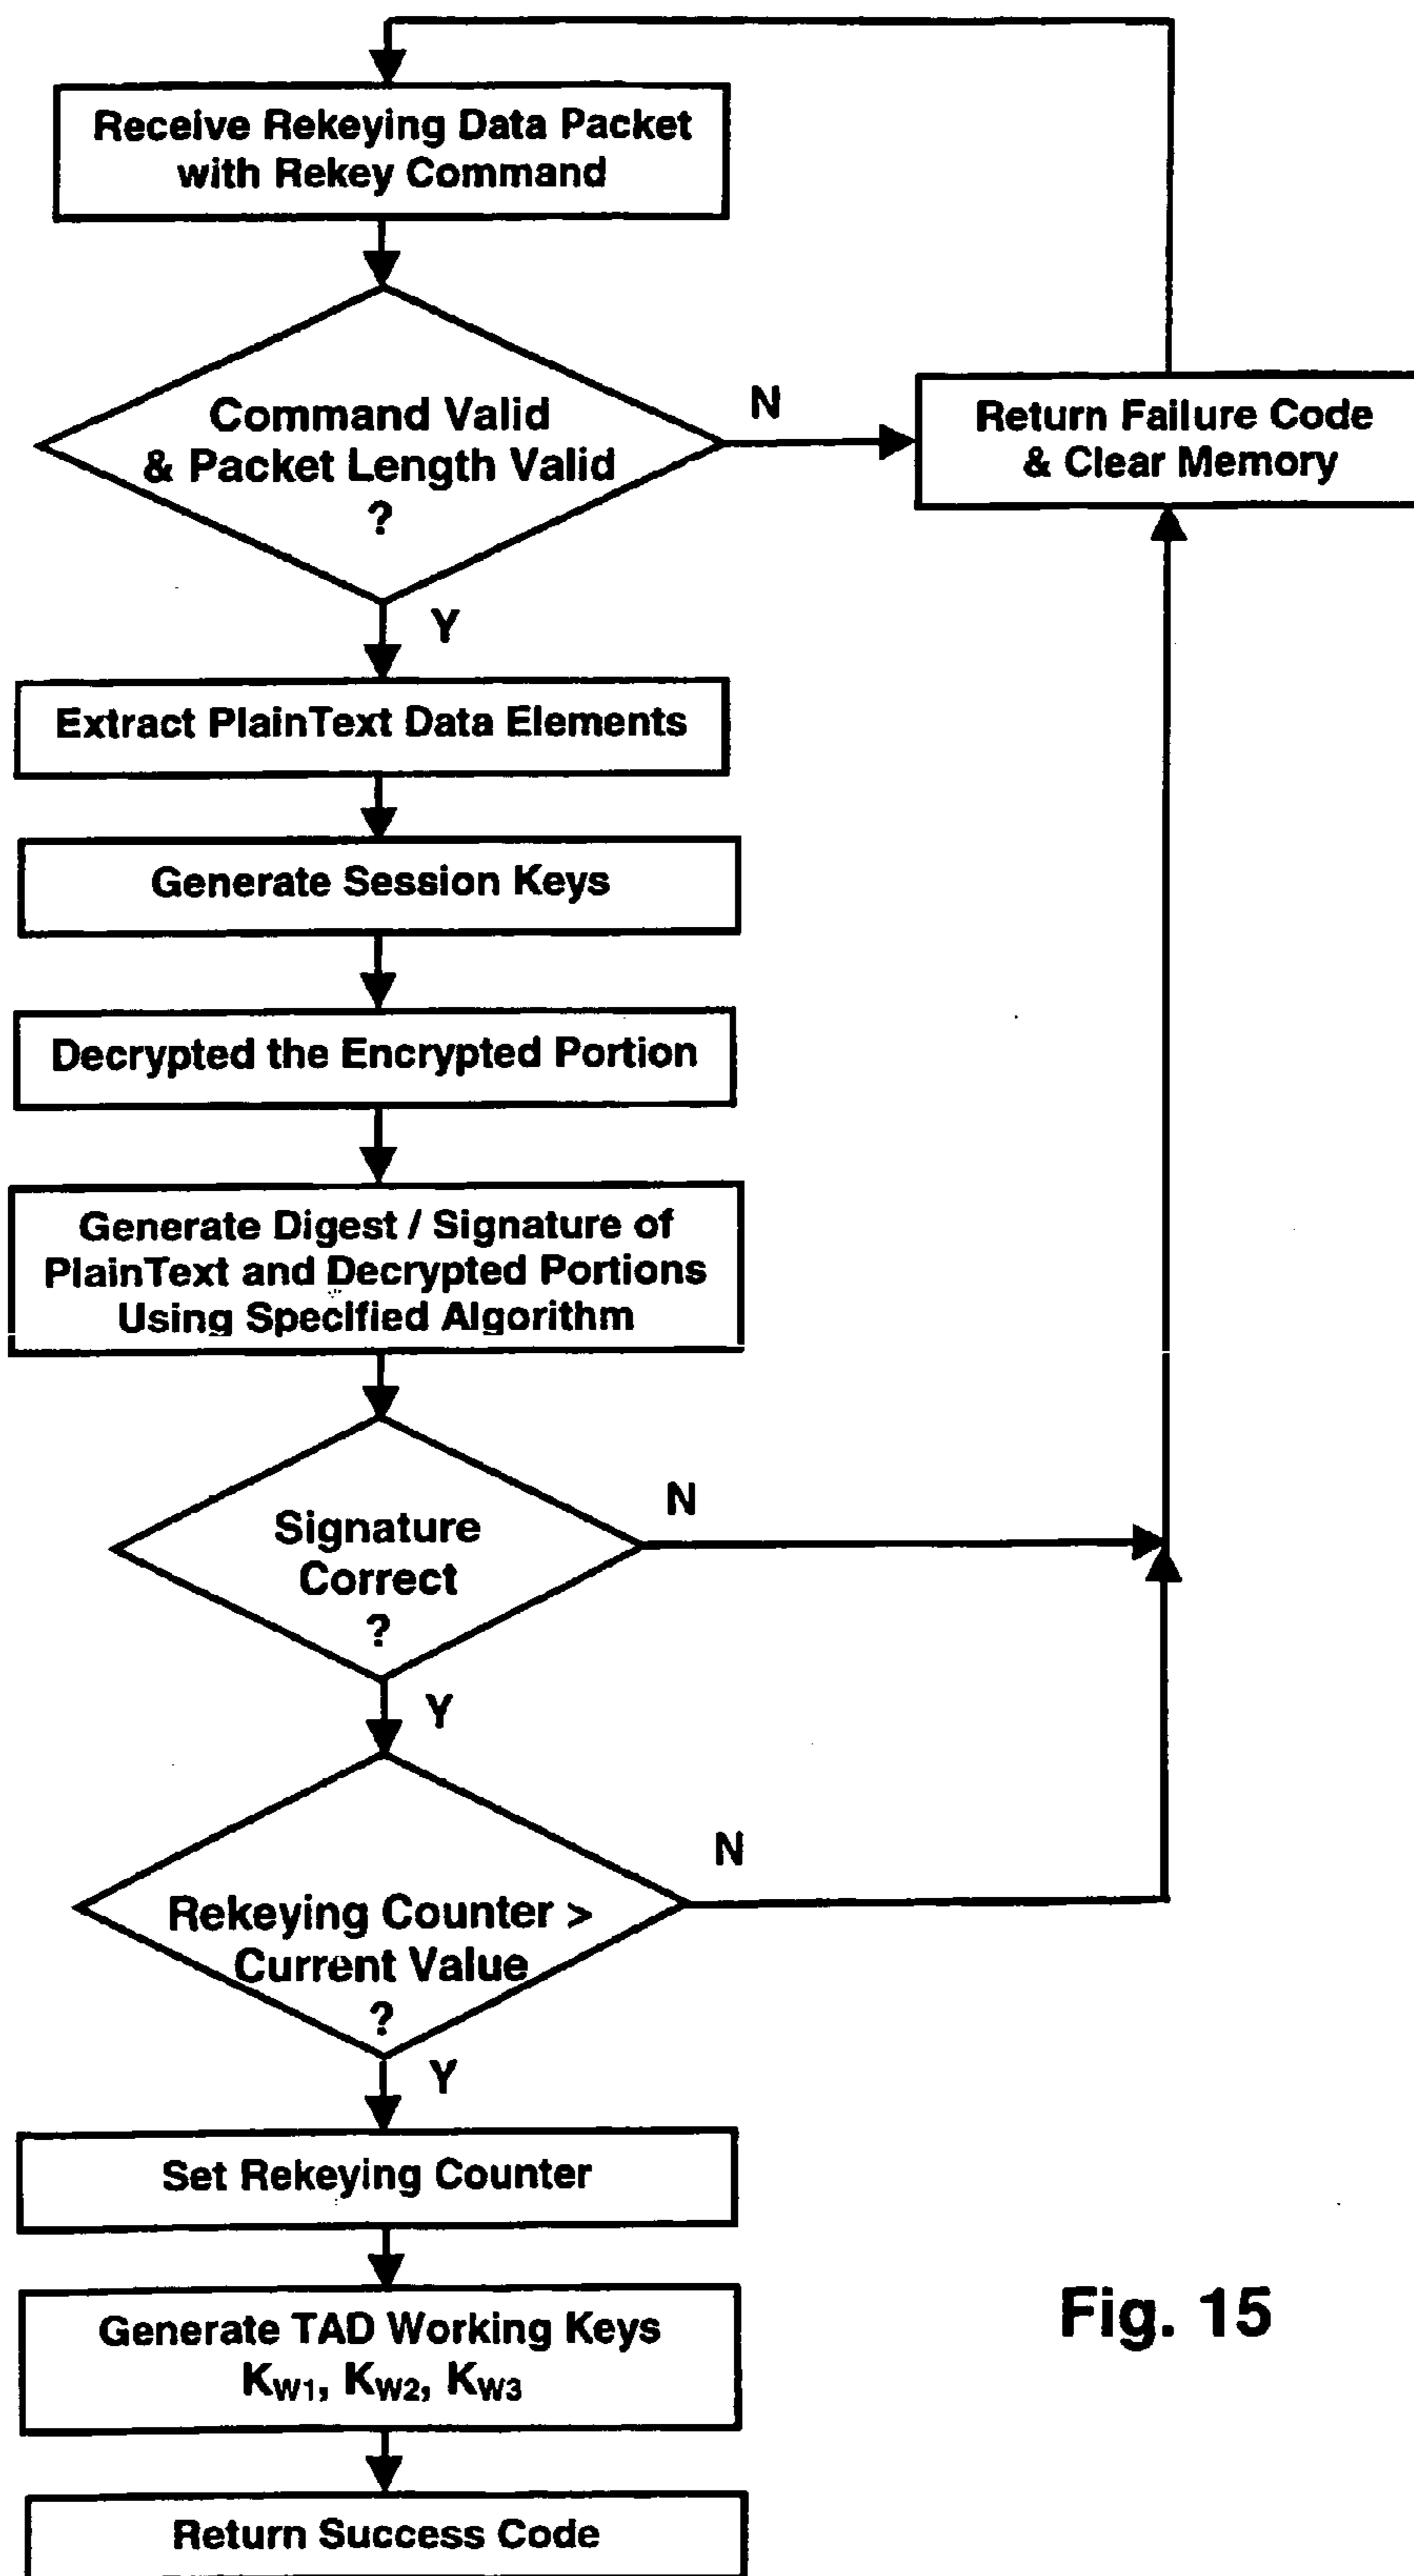 Receive Rekeying Data Packet
with Rekey Command
Command Valid
& Packet Length Valid
?
N
Return Failure Code
& Clear Memory
Y
Extract PlainText Data Elements
Generate Session Keys
Decrypted the Encrypted Portion
Generate Digest / Signature of
PlainText and Decrypted Portions
Using Specified Algorithm
Signature
Correct
?
N
Y
Rekeying Counter >
Current Value
?
N
Y
Set Rekeying Counter
Generate TAD Working Keys
KW1, KW2, KW3
Return Success Code
Fig. 15